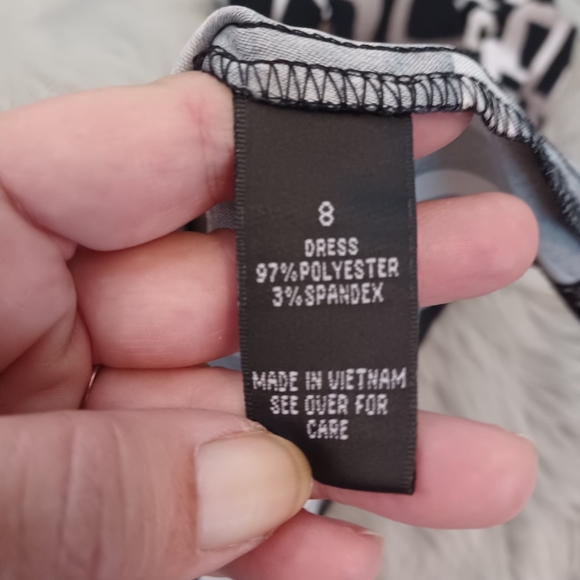 8
DRESS
97%POLYESTER
3%SPANDEX
MADE IN VIETNAM
SEE OVER FOR
CARE